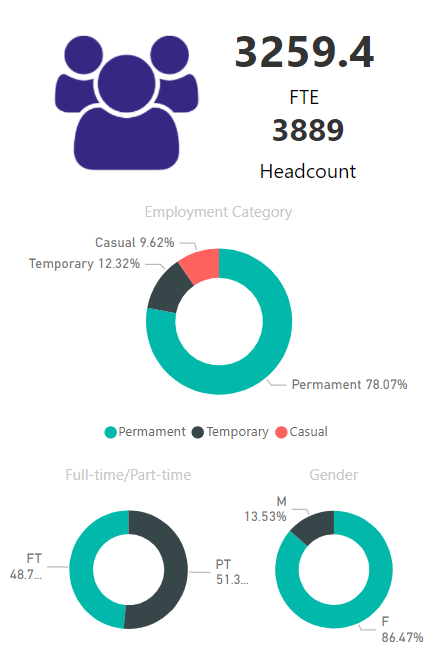 3259.4
FTE
3889
Headcount
Employment Category
Casual 9.62%
Temporary 12.32%
Permament 78.07%
Permament Temporary Casual
Full-time/Part-time
Gender
FT
48.7...
PT
51.3...
M
13.53%
F
86.47%